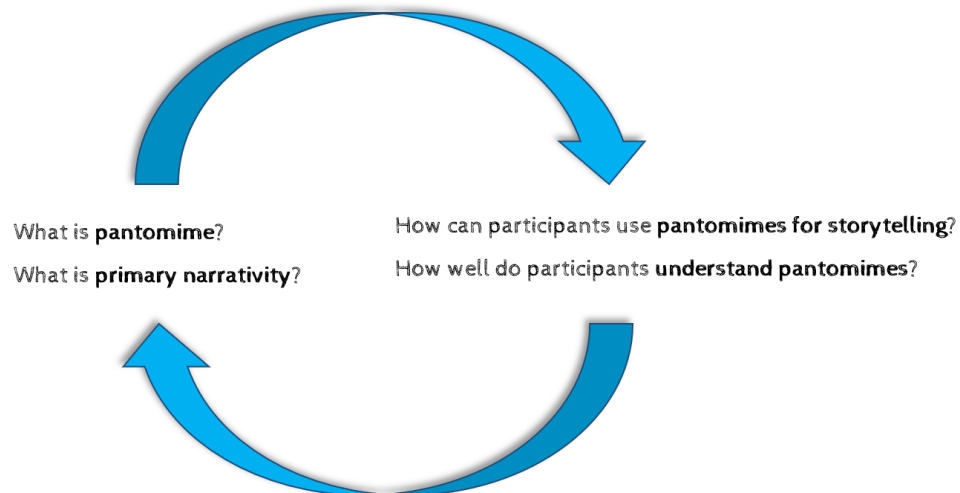 What is pantomime?
What is primary narrativity?
How can participants use pantomimes for storytelling?
How well do participants understand pantomimes?